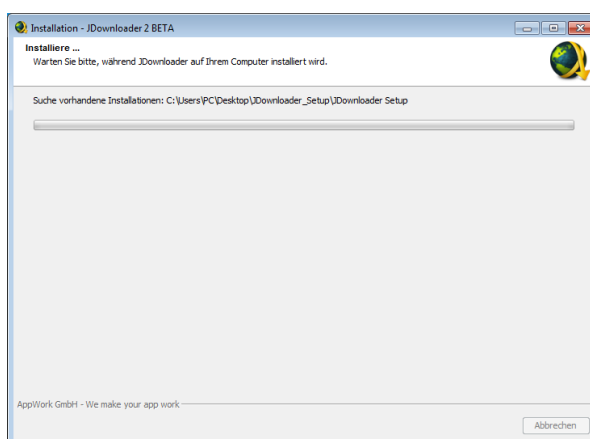 Installation - JDownloader 2 BETA
Installiere ...
Warten Sie bitte, während JDownloader auf Ihrem Computer installiert wird.
Suche vorhandene Installationen: C:\Users\PC\Desktop\JDownloader_Setup\JDownloader Setup
AppWork GmbH - We make your app work
Abbrechen